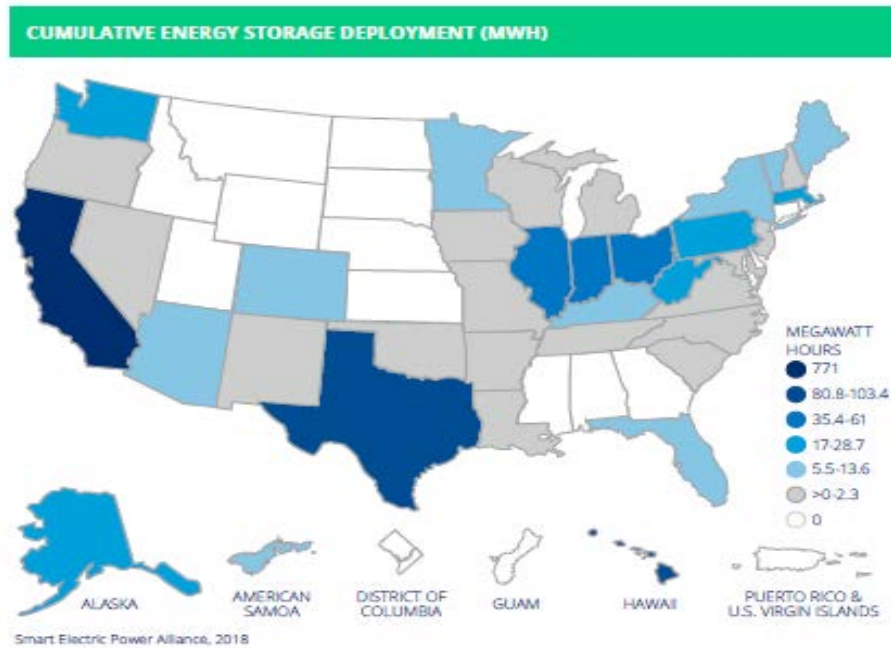 CUMULATIVE ENERGY STORAGE DEPLOYMENT (MWH)
MEGAWATT
HOURS
771
80.8-103.4
35.4-61
17-28.7
5.5-13.6
>0-2.3
0
ALASKA
AMERICAN
SAMOA
DISTRICT OF
COLUMBIA
GUAM
HAWAII
PUERTO RICO &
U.S. VIRGIN ISLANDS
Smart Electric Power Alliance, 2018